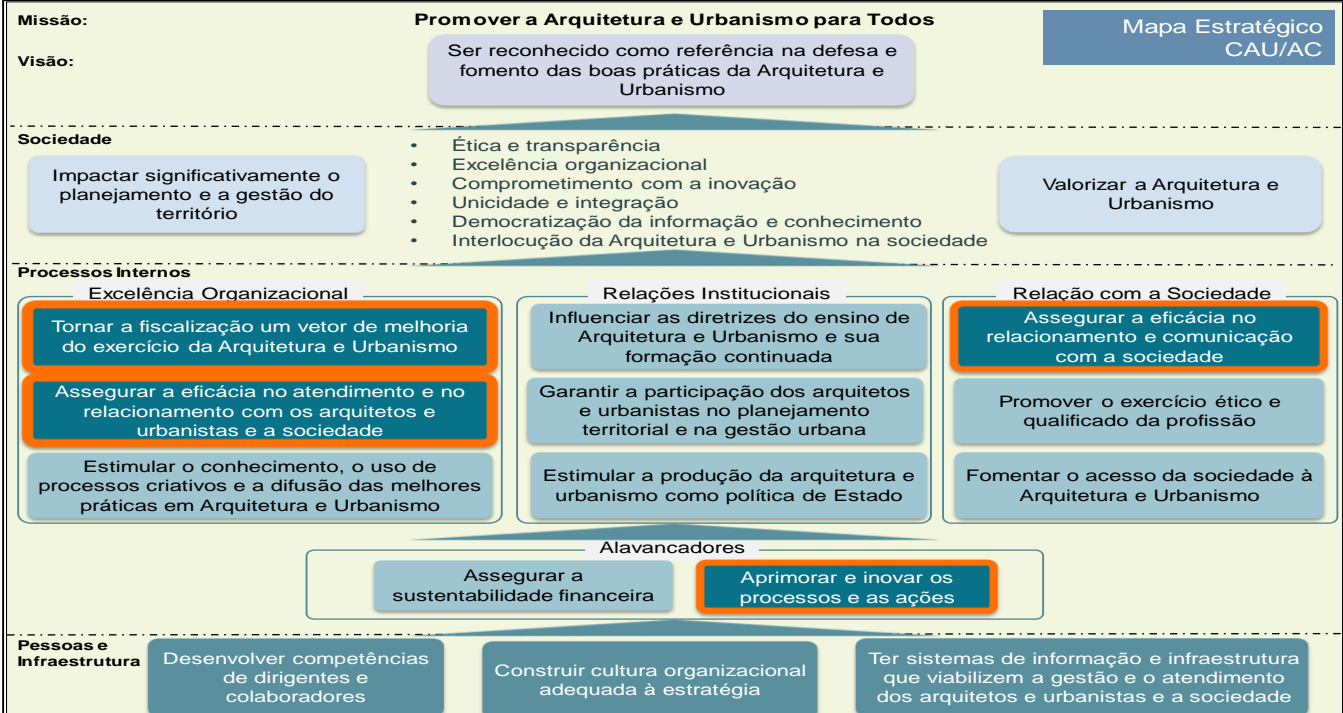 Missão:
Promover a Arquitetura e Urbanismo para Todos
Mapa Estratégico
CAU/AC
Visão:
Ser reconhecido como referência na defesa e
fomento das boas práticas da Arquitetura e
Urbanismo
Sociedade
Impactar significativamente o
planejamento e a gestão do
território
• Ética e transparência
• Excelência organizacional
• Comprometimento com a inovação
• Unicidade e integração
• Democratização da informação e conhecimento
• Interlocução da Arquitetura e Urbanismo na sociedade
Valorizar a Arquitetura e
Urbanismo
Processos Internos
Excelência Organizacional
Tornar a fiscalização um vetor de melhoria
do exercício da Arquitetura e Urbanismo
Assegurar a eficácia no atendimento e no
relacionamento com os arquitetos e
urbanistas e a sociedade
Estimular o conhecimento, o uso de
processos criativos e a difusão das melhores
práticas em Arquitetura e Urbanismo
Relações Institucionais
Influenciar as diretrizes do ensino de
Arquitetura e Urbanismo e sua
formação continuada
Garantir a participação dos arquitetos
e urbanistas no planejamento
territorial e na gestão urbana
Estimular a produção da arquitetura e
urbanismo como política de Estado
Relação com a Sociedade
Assegurar a eficácia no
relacionamento e comunicação
com a sociedade
Promover o exercício ético e
qualificado da profissão
Fomentar o acesso da sociedade à
Arquitetura e Urbanismo
Alavancadores
Assegurar a
sustentabilidade financeira
Aprimorar e inovar os
processos e as ações
Pessoas e
Infraestrutura
Desenvolver competências
de dirigentes e
colaboradores
Construir cultura organizacional
adequada à estratégia
Ter sistemas de informação e infraestrutura
que viabilizem a gestão e o atendimento
dos arquitetos e urbanistas e a sociedade